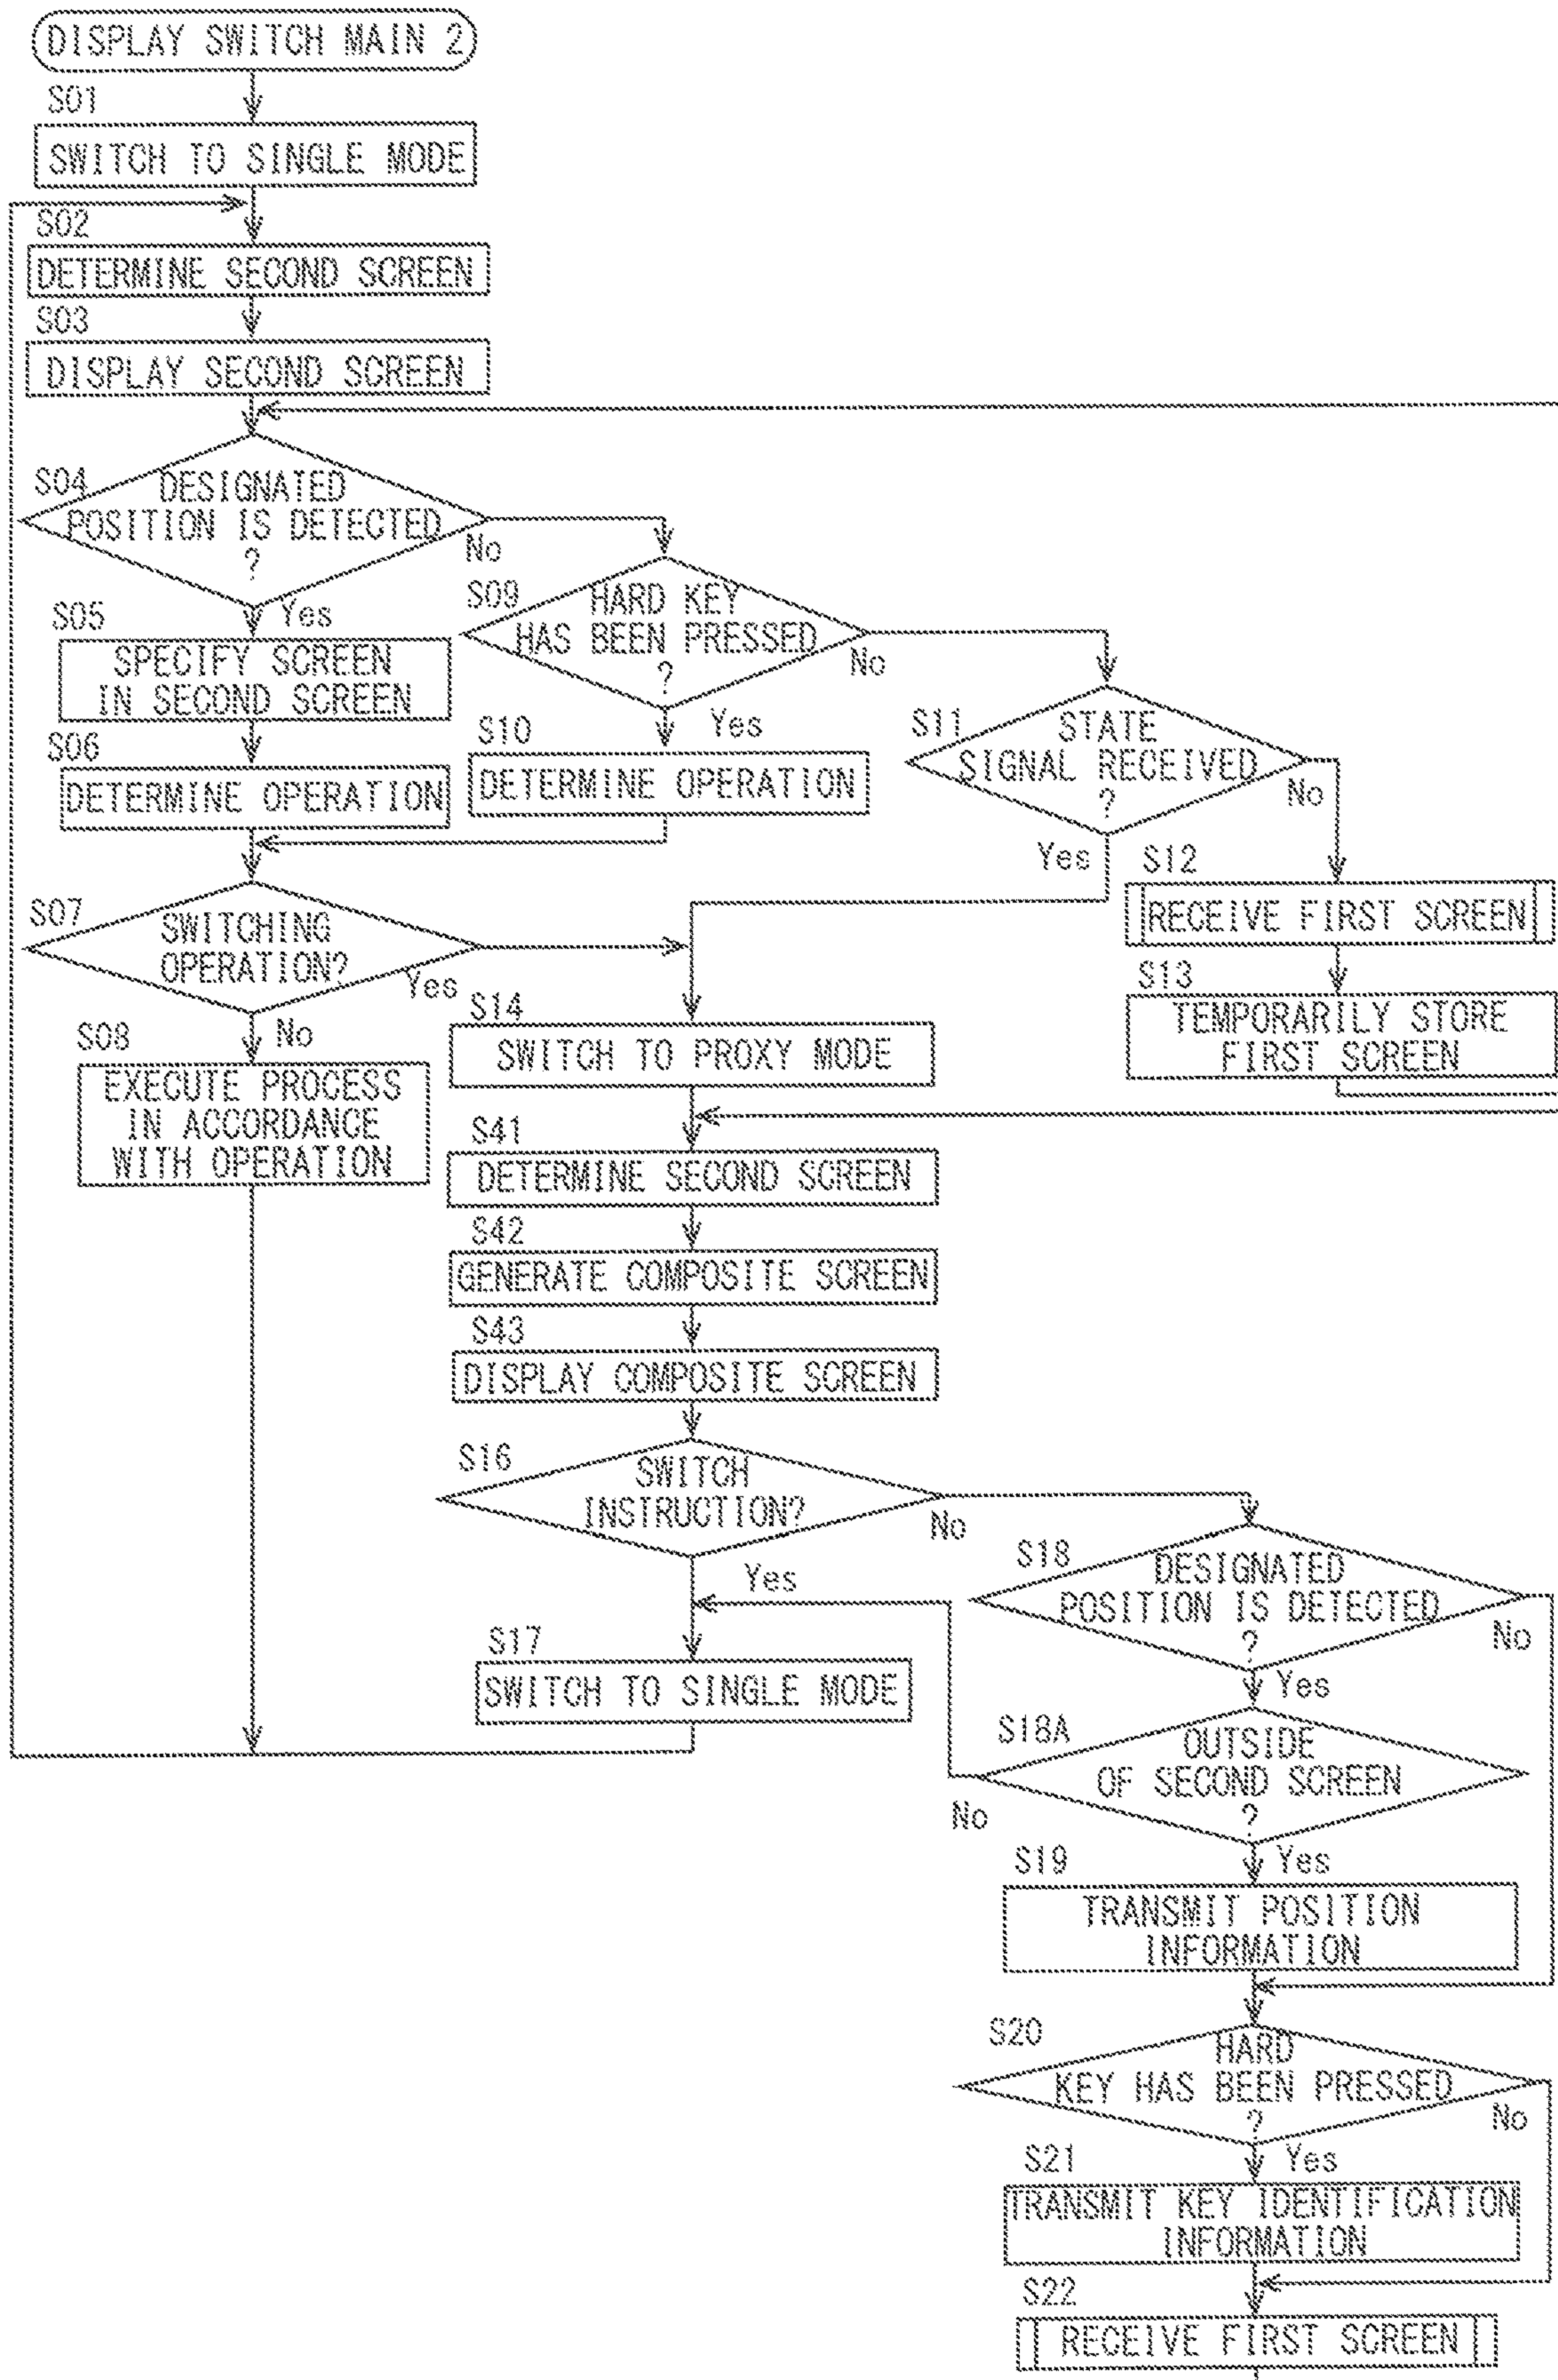 DISPLAY SWITCH MAIN 2
S01
SWITCH TO SINGLE MODE
S02
DETERMINE SECOND SCREEN
S03
DISPLAY SECOND SCREEN
S04
DESIGNATED
POSITION IS DETECTED
?
No
Yes
S05
SPECIFY SCREEN
IN SECOND SCREEN
S06
DETERMINE OPERATION
S09
HARD KEY
HAS BEEN PRESSED
?
No
Yes
S10
DETERMINE OPERATION
S11
STATE
SIGNAL RECEIVED
?
No
Yes
S12
RECEIVE FIRST SCREEN
S13
TEMPORARILY STORE
FIRST SCREEN
S07
SWITCHING
OPERATION?
Yes
No
S08
EXECUTE PROCESS
IN ACCORDANCE
WITH OPERATION
S14
SWITCH TO PROXY MODE
S41
DETERMINE SECOND SCREEN
S42
GENERATE COMPOSITE SCREEN
S43
DISPLAY COMPOSITE SCREEN
S16
SWITCH
INSTRUCTION?
No
Yes
S17
SWITCH TO SINGLE MODE
S18
DESIGNATED
POSITION IS DETECTED
?
No
Yes
S18A
OUTSIDE
OF SECOND SCREEN
?
No
Yes
S19
TRANSMIT POSITION
INFORMATION
S20
HARD
KEY HAS BEEN PRESSED
?
No
Yes
S21
TRANSMIT KEY IDENTIFICATION
INFORMATION
S22
RECEIVE FIRST SCREEN